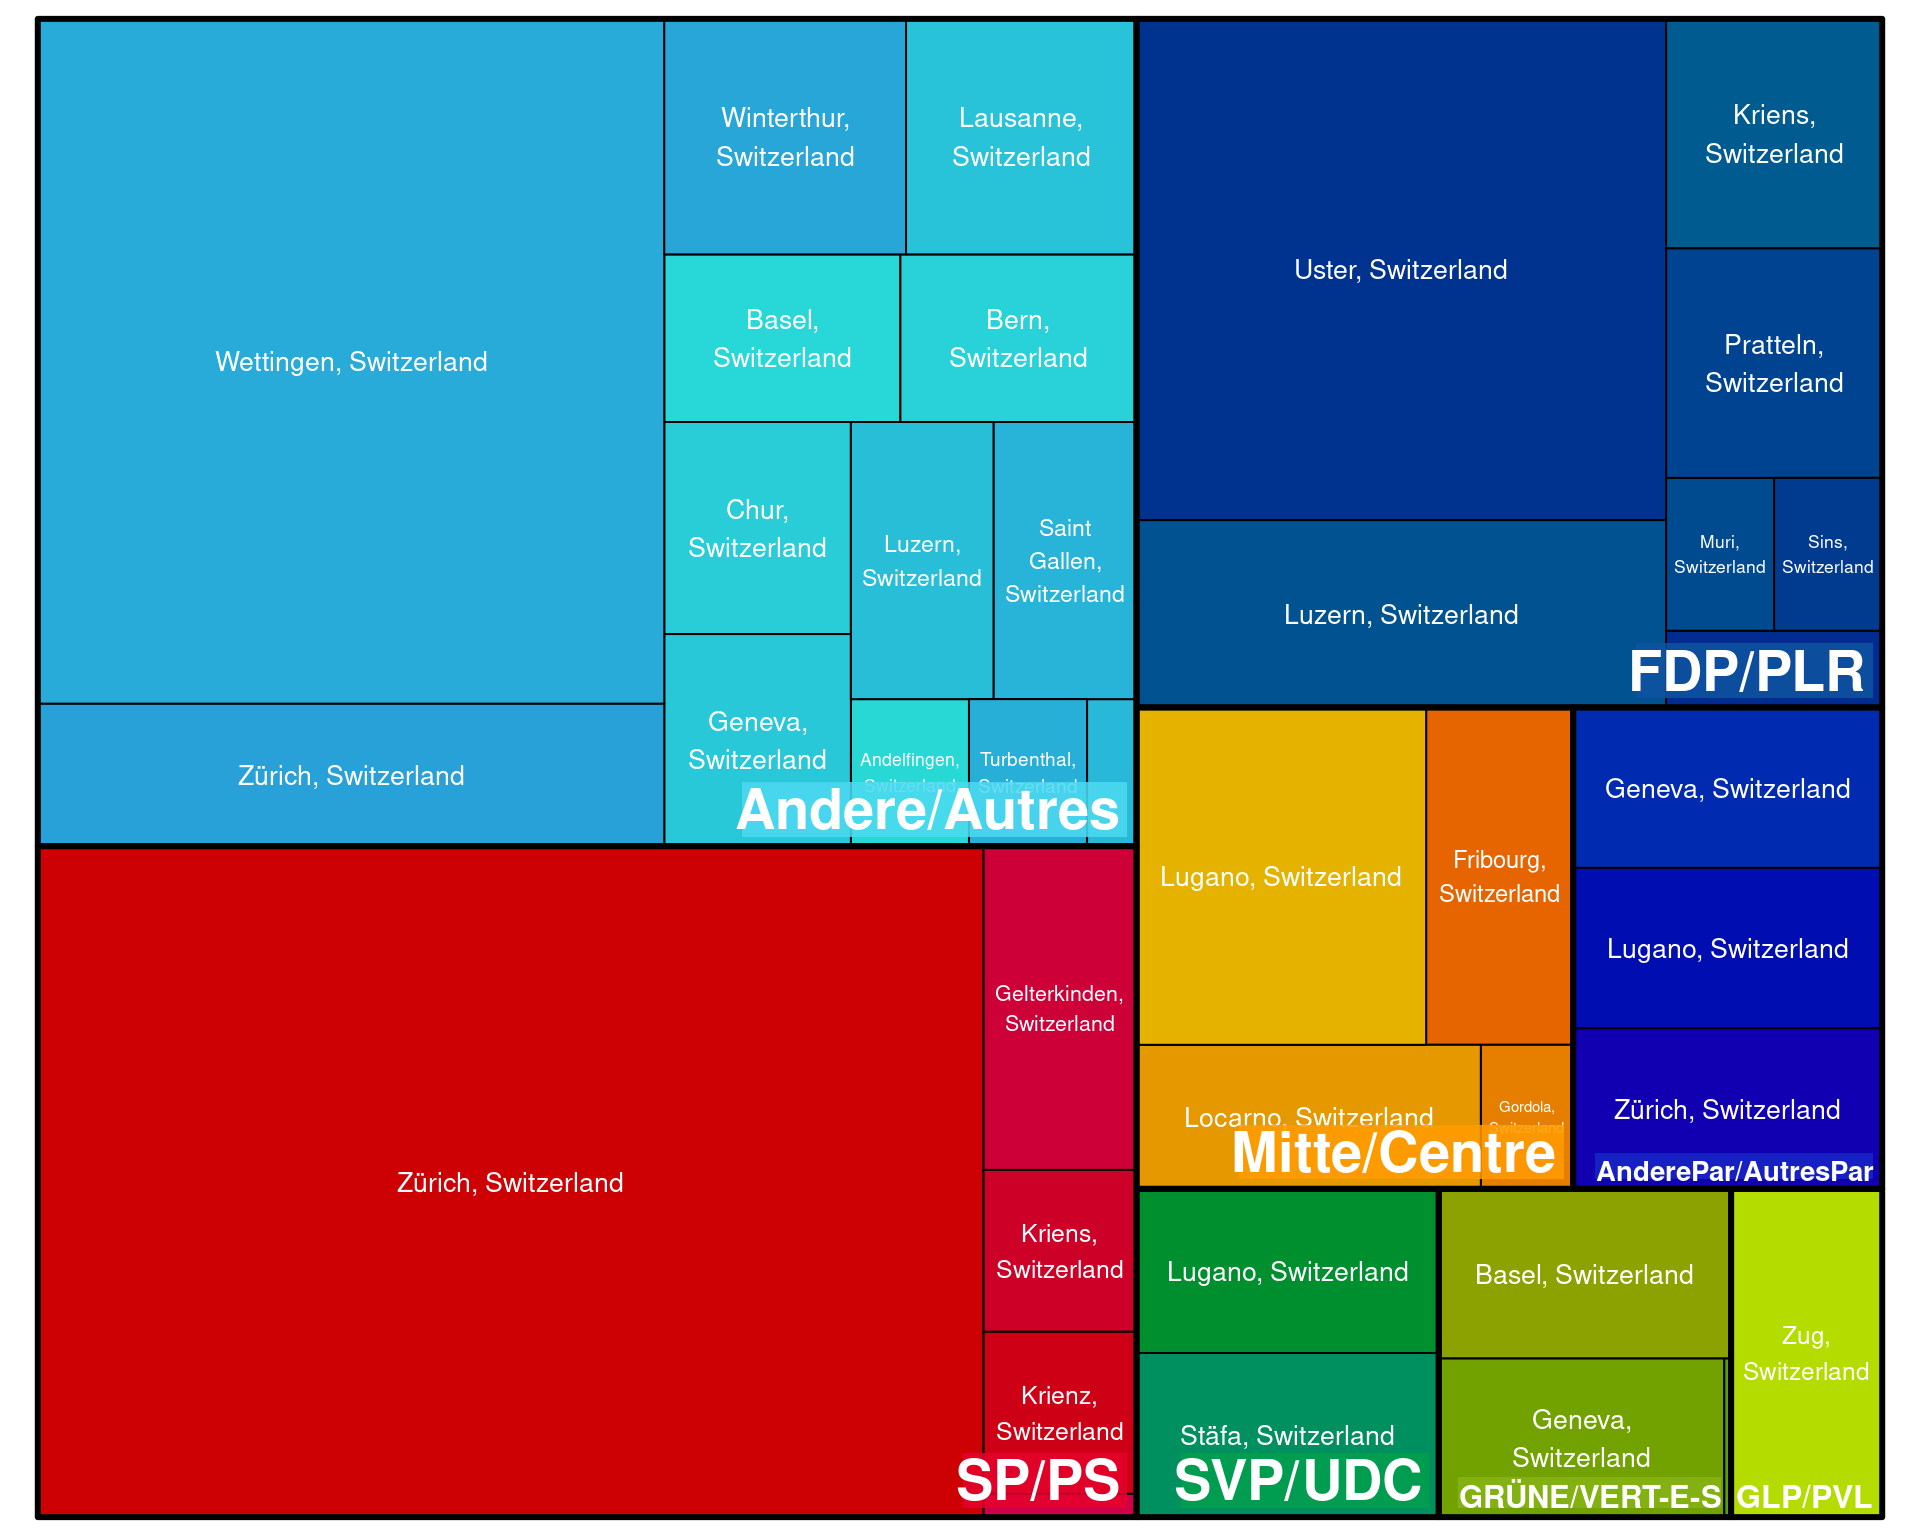 Wettingen, Switzerland
Zürich, Switzerland
Winterthur,
Switzerland
Lausanne,
Switzerland
Basel,
Switzerland
Bern,
Switzerland
Chur,
Switzerland
Luzern,
Switzerland
Saint
Gallen,
Switzerland
Geneva,
Switzerland
Andelfingen,
Switzerland
Turbenthal,
Switzerland
Andere/Autres
Uster, Switzerland
Kriens,
Switzerland
Pratteln,
Switzerland
Luzern, Switzerland
Muri,
Switzerland
Sins,
Switzerland
FDP/PLR
Zürich, Switzerland
Gelterkinden,
Switzerland
Kriens,
Switzerland
Krienz,
Switzerland
SP/PS
Lugano, Switzerland
Fribourg,
Switzerland
Locarno, Switzerland
Gordola,
Switzerland
Mitte/Centre
Geneva, Switzerland
Lugano, Switzerland
Zürich, Switzerland
AnderePar/AutresPar
Lugano, Switzerland
Stäfa, Switzerland
SVP/UDC
Basel, Switzerland
Geneva,
Switzerland
GRÜNE/VERT-E-S
Zug,
Switzerland
GLP/PVL